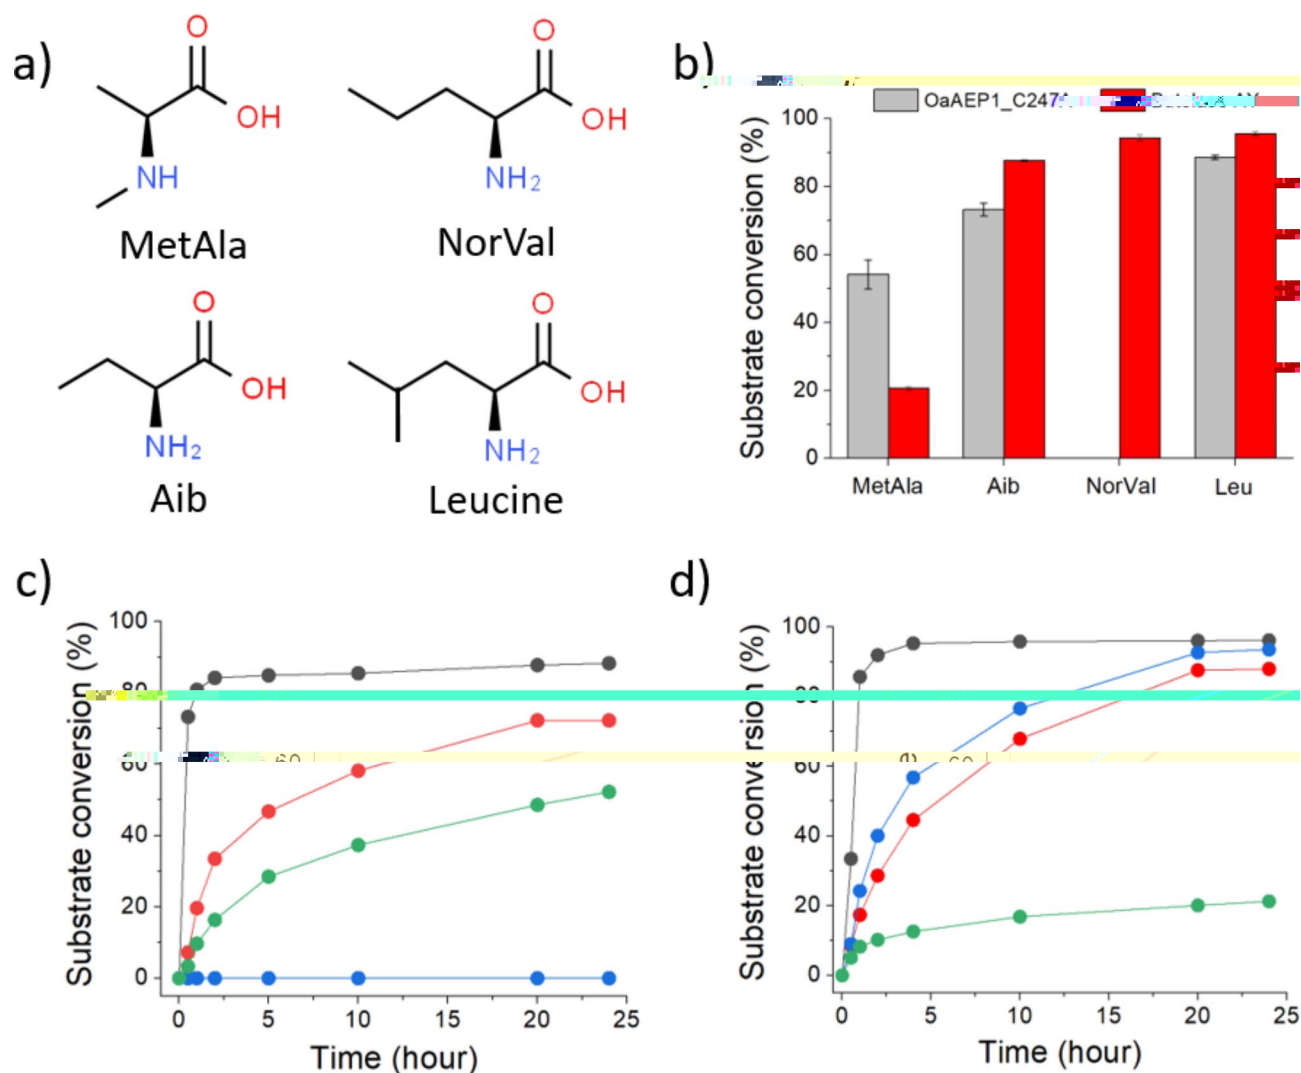 a)
O
OH
NH
MetAla
O
OH
NH₂
NorVal
O
OH
NH₂
Aib
O
OH
NH₂
Leucine
b)
Substrate conversion (%)
100
80
60
40
20
0
MetAla
Aib
NorVal
Leu
c)
Substrate conversion (%)
100
80
60
40
20
0
0
5
10
15
20
25
Time (hour)
d)
Substrate conversion (%)
100
80
60
40
20
0
0
5
10
15
20
25
Time (hour)